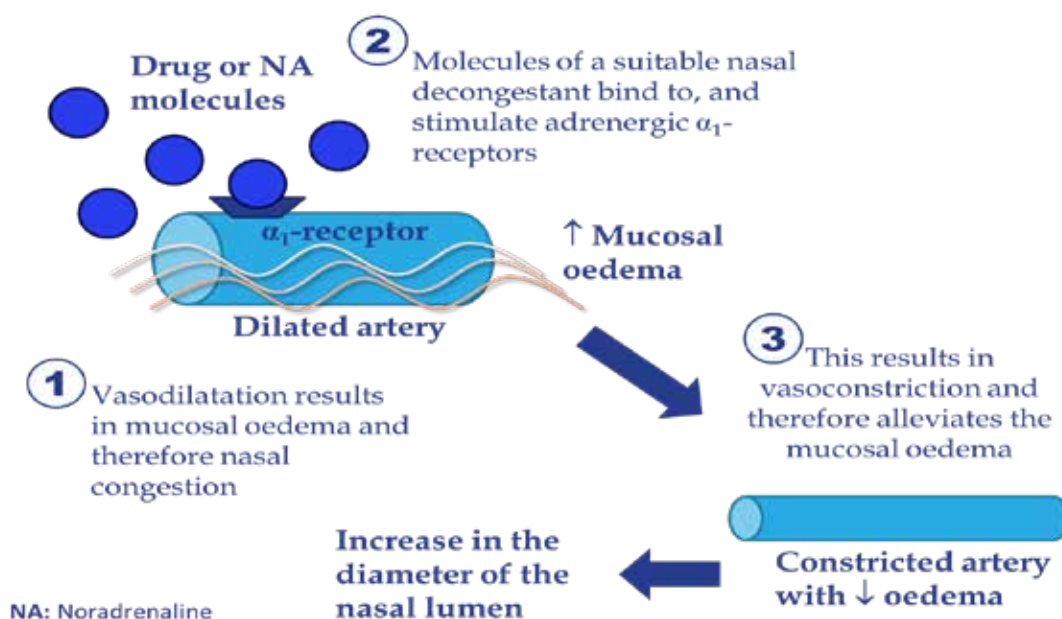 Drug or NA
molecules
2
Molecules of a suitable nasal
decongestant bind to, and
stimulate adrenergic α₁-
receptors
α₁-receptor
↑ Mucosal
oedema
Dilated artery
1
Vasodilatation results
in mucosal oedema and
therefore nasal
congestion
3
This results in
vasoconstriction and
therefore alleviates the
mucosal oedema
Constricted artery
with ↓ oedema
Increase in the
diameter of the
nasal lumen
NA: Noradrenaline